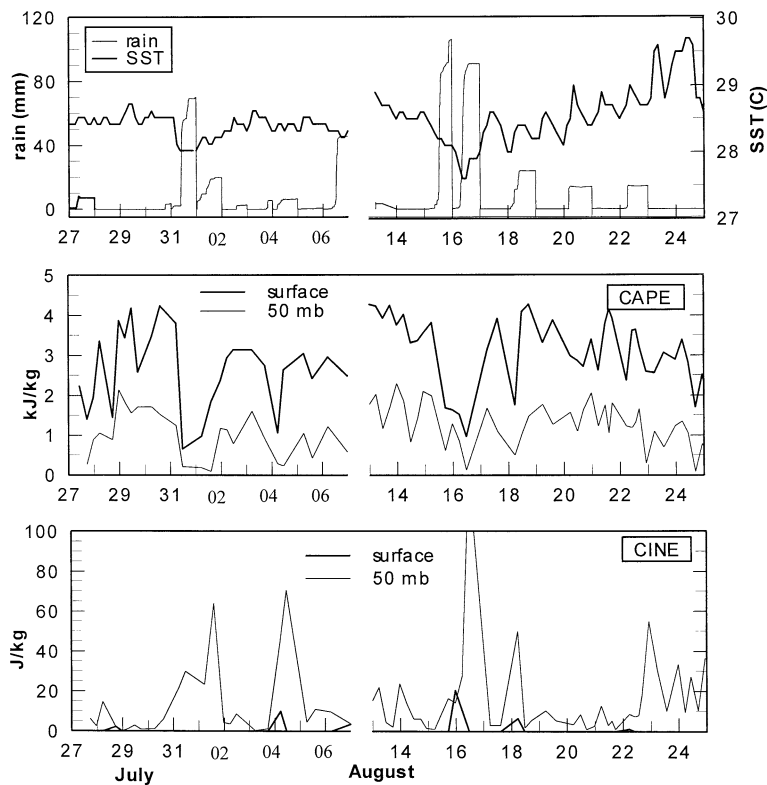 120
80
40
0
rain (mm)
rain
SST
30
29
28
27
SST (C)
27 29 31 02 04 06 14 16 18 20 22 24
5
4
3
2
1
0
kJ/kg
surface
50 mb
CAPE
27 29 31 02 04 06 14 16 18 20 22 24
100
80
60
40
20
0
J/kg
surface
50 mb
CINE
27 29 31 02 04 06 14 16 18 20 22 24
July August